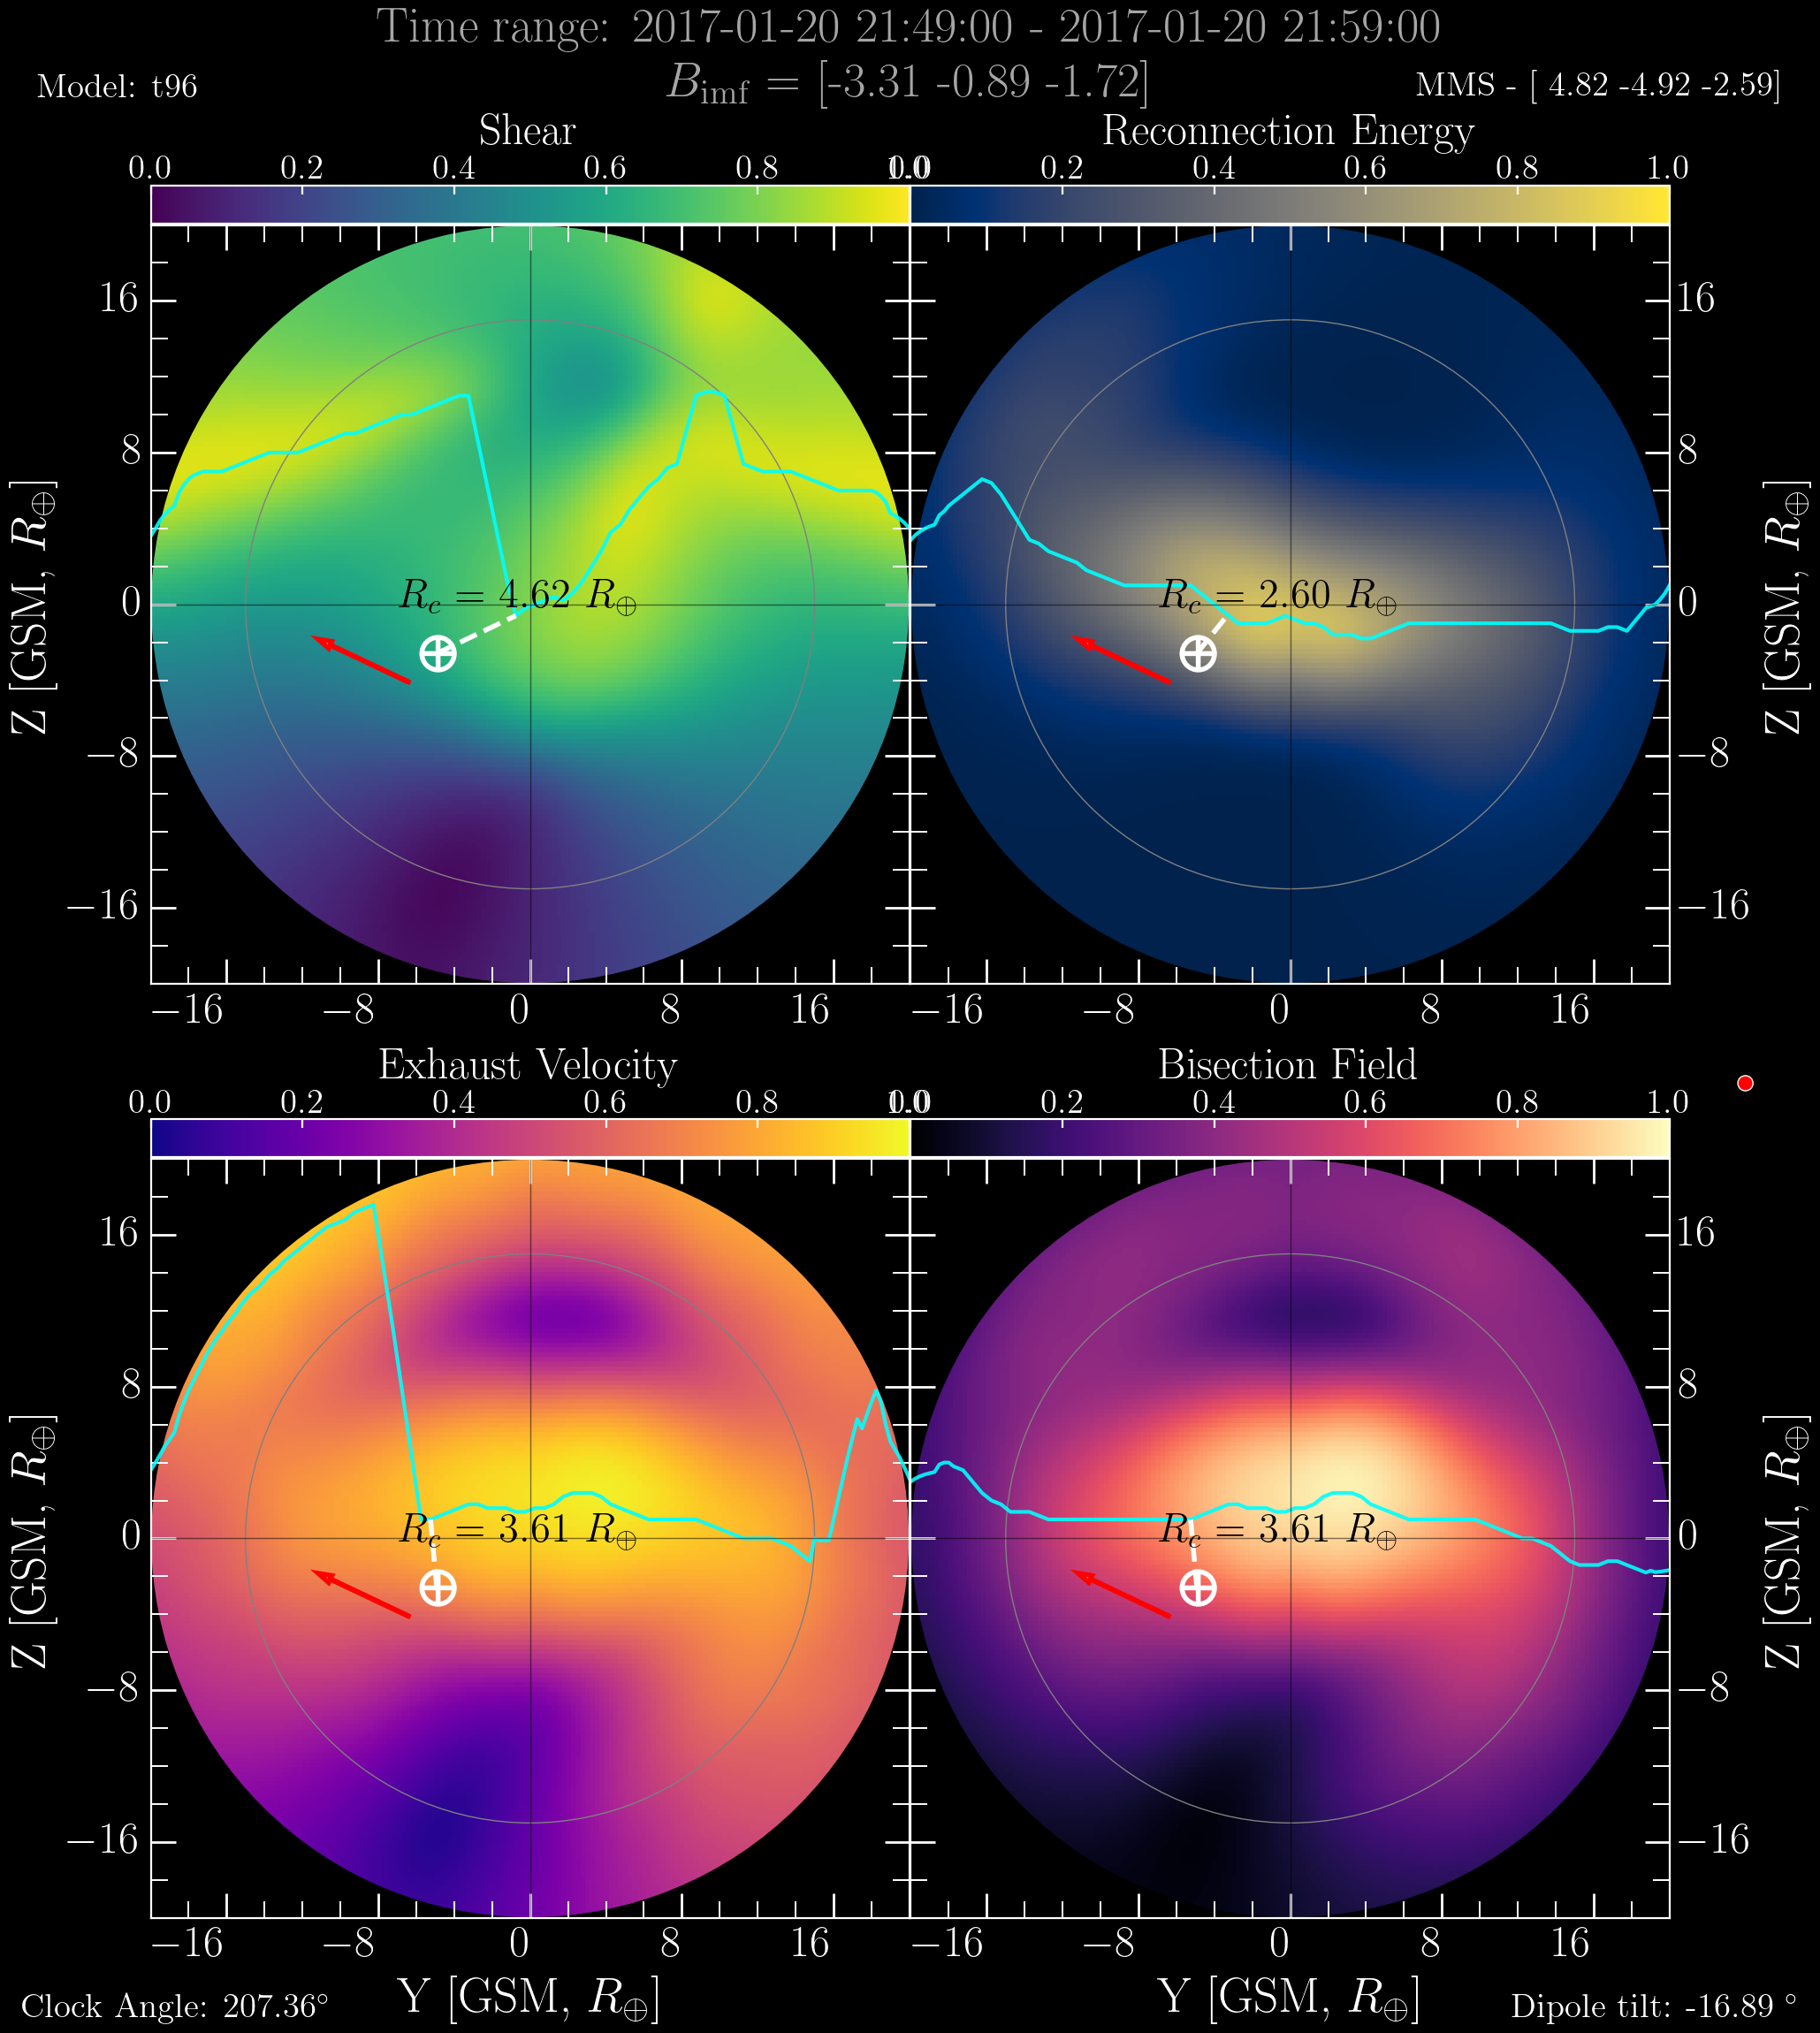 Time range: 2017-01-20 21:49:00 - 2017-01-20 21:59:00
Model: t96
B_imf = [-3.31 -0.89 -1.72]
MMS - [ 4.82 -4.92 -2.59]
Shear
Reconnection Energy
0.0 0.2 0.4 0.6 0.8 1.0
0.0 0.2 0.4 0.6 0.8 1.0
16
8
0
−8
−16
Z [GSM, R⊕]
R_c = 4.62 R⊕
−16 −8 0 8 16
R_c = 2.60 R⊕
16
8
0
−8
−16
Z [GSM, R⊕]
−16 −8 0 8 16
Exhaust Velocity
Bisection Field
0.0 0.2 0.4 0.6 0.8 1.0
0.0 0.2 0.4 0.6 0.8 1.0
16
8
0
−8
−16
Z [GSM, R⊕]
R_c = 3.61 R⊕
−16 −8 0 8 16
Y [GSM, R⊕]
R_c = 3.61 R⊕
16
8
0
−8
−16
Z [GSM, R⊕]
−16 −8 0 8 16
Y [GSM, R⊕]
Clock Angle: 207.36°
Dipole tilt: -16.89 °